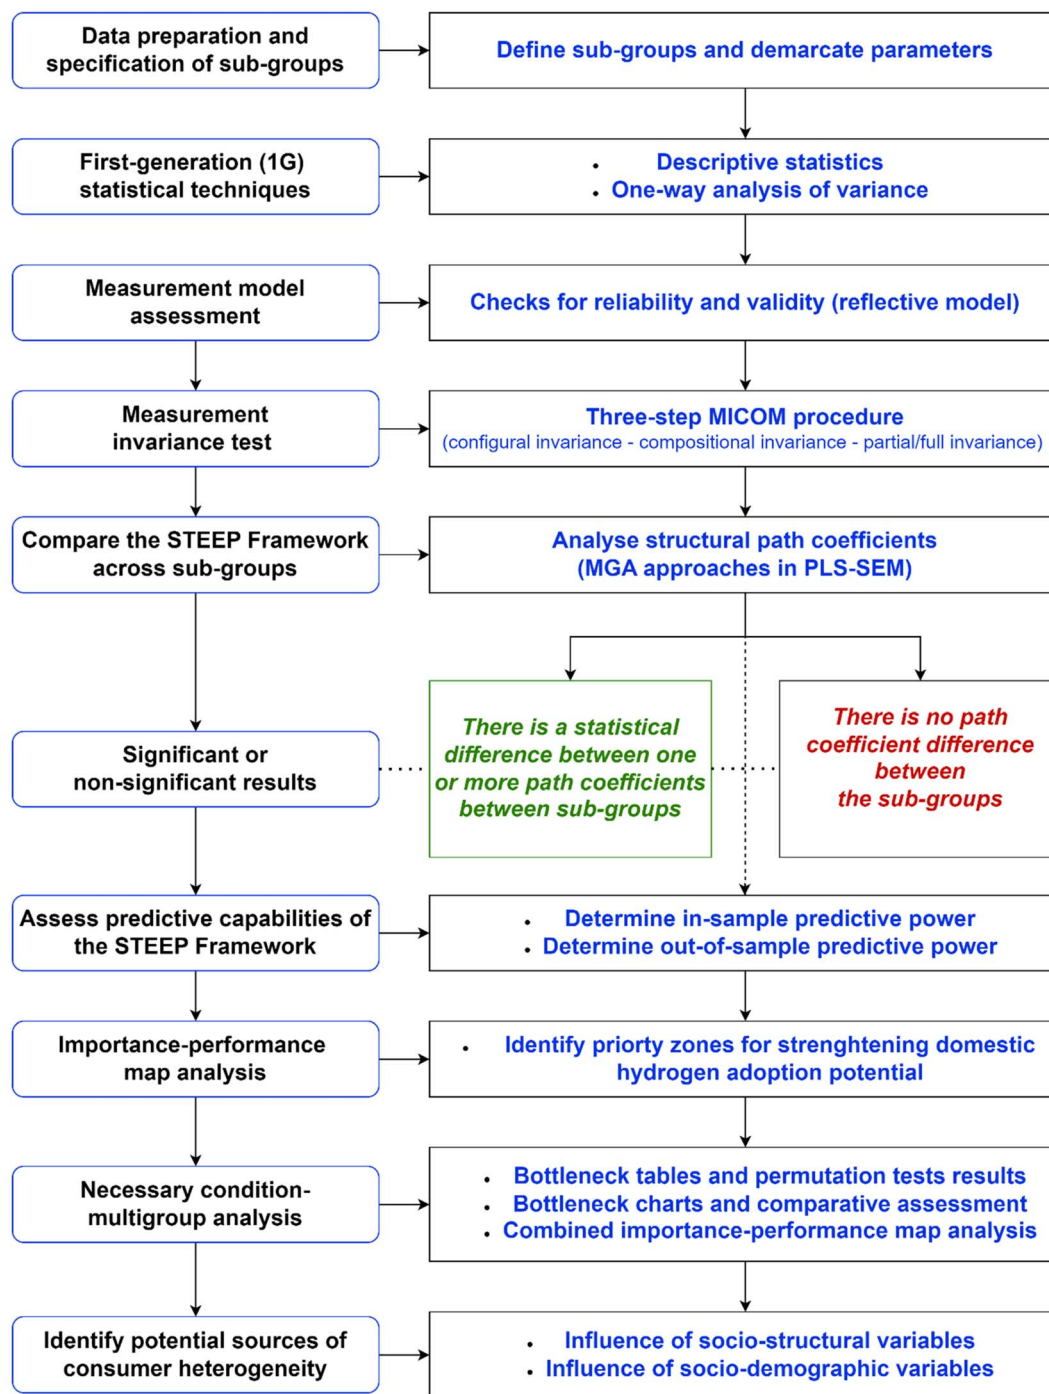 Data preparation and
specification of sub-groups
Define sub-groups and demarcate parameters
First-generation (1G)
statistical techniques
• Descriptive statistics
• One-way analysis of variance
Measurement model
assessment
Checks for reliability and validity (reflective model)
Measurement
invariance test
Three-step MICOM procedure
(configural invariance - compositional invariance - partial/full invariance)
Compare the STEEP Framework
across sub-groups
Analyse structural path coefficients
(MGA approaches in PLS-SEM)
Significant or
non-significant results
There is a statistical
difference between one
or more path coefficients
between sub-groups
There is no path
coefficient difference
between
the sub-groups
Assess predictive capabilities of
the STEEP Framework
• Determine in-sample predictive power
• Determine out-of-sample predictive power
Importance-performance
map analysis
• Identify priorty zones for strenghtening domestic
hydrogen adoption potential
Necessary condition-
multigroup analysis
• Bottleneck tables and permutation tests results
• Bottleneck charts and comparative assessment
• Combined importance-performance map analysis
Identify potential sources of
consumer heterogeneity
• Influence of socio-structural variables
• Influence of socio-demographic variables